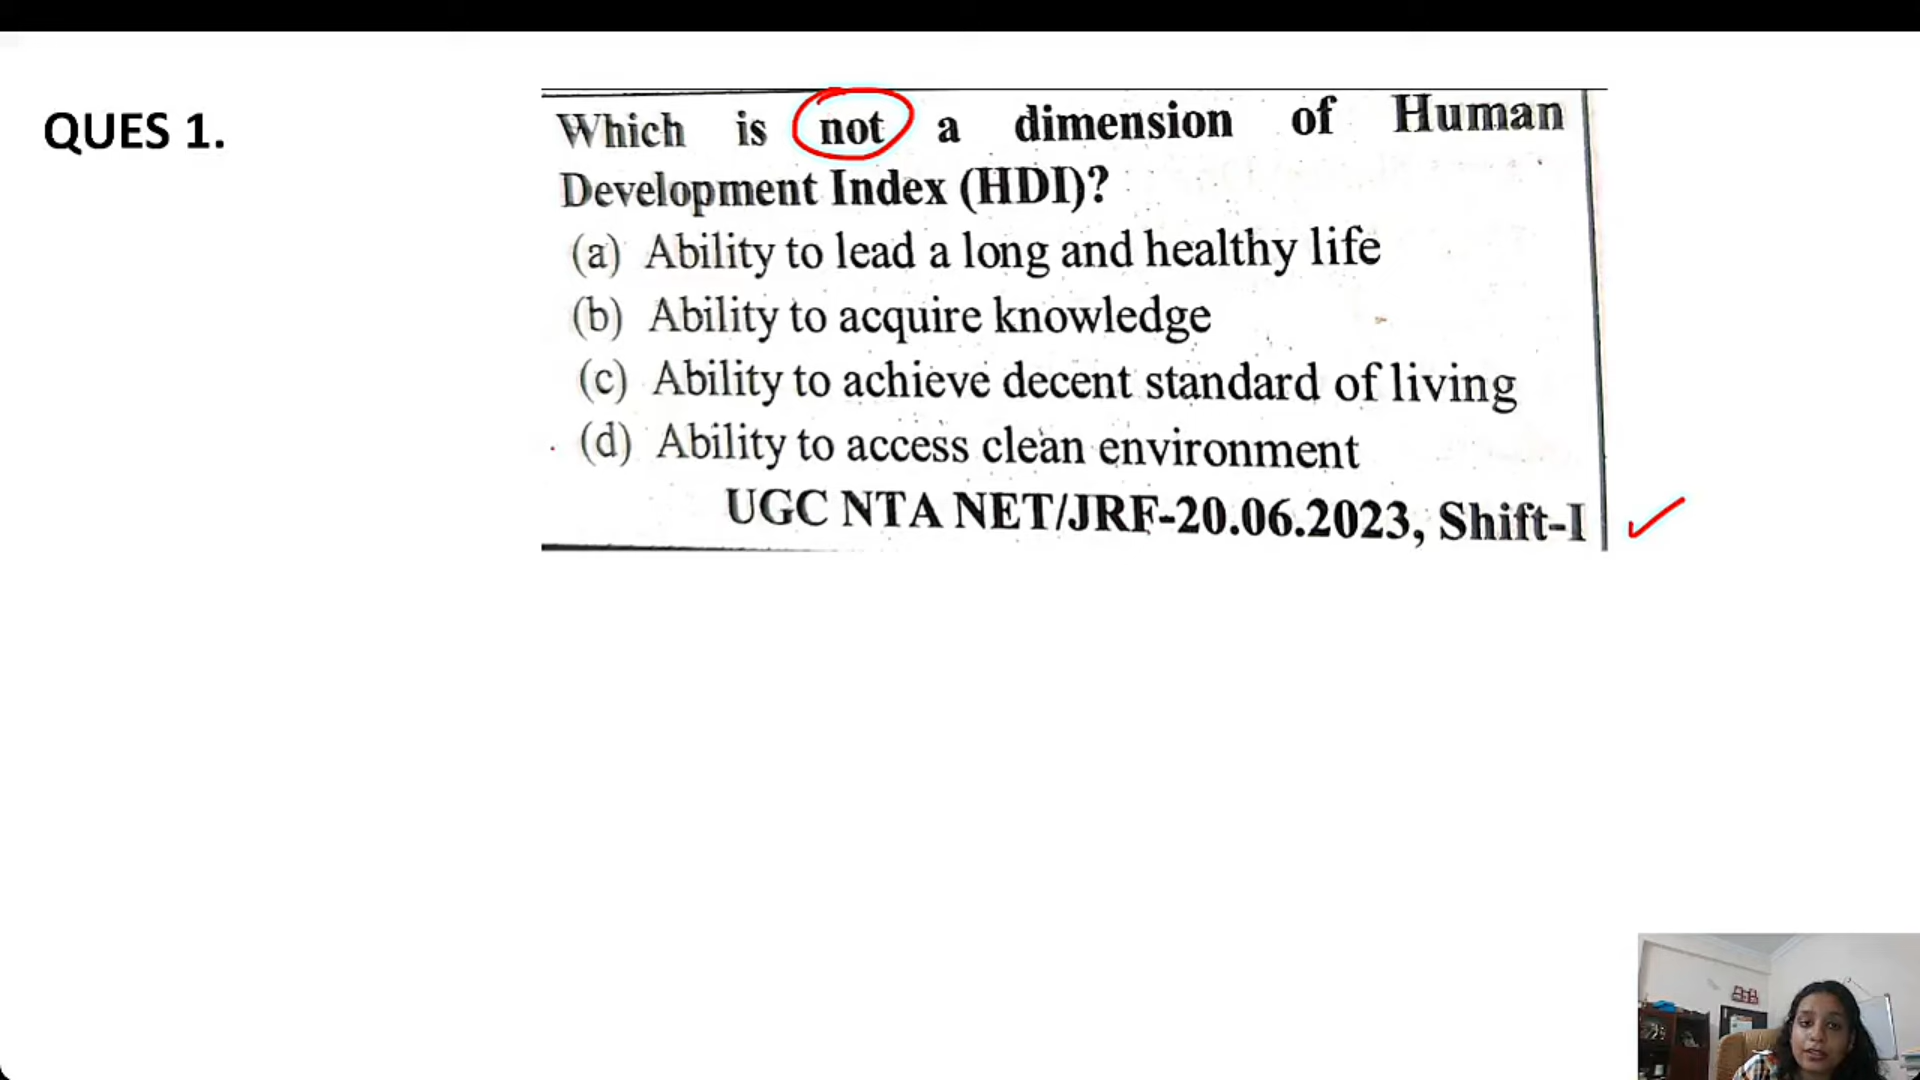 QUES 1.
Which is not a dimension of Human
Development Index (HDI)?
(a) Ability to lead a long and healthy life
(b) Ability to acquire knowledge
(c) Ability to achieve decent standard of living
(d) Ability to access clean environment
UGC NTA NET/JRF-20.06.2023, Shift-I